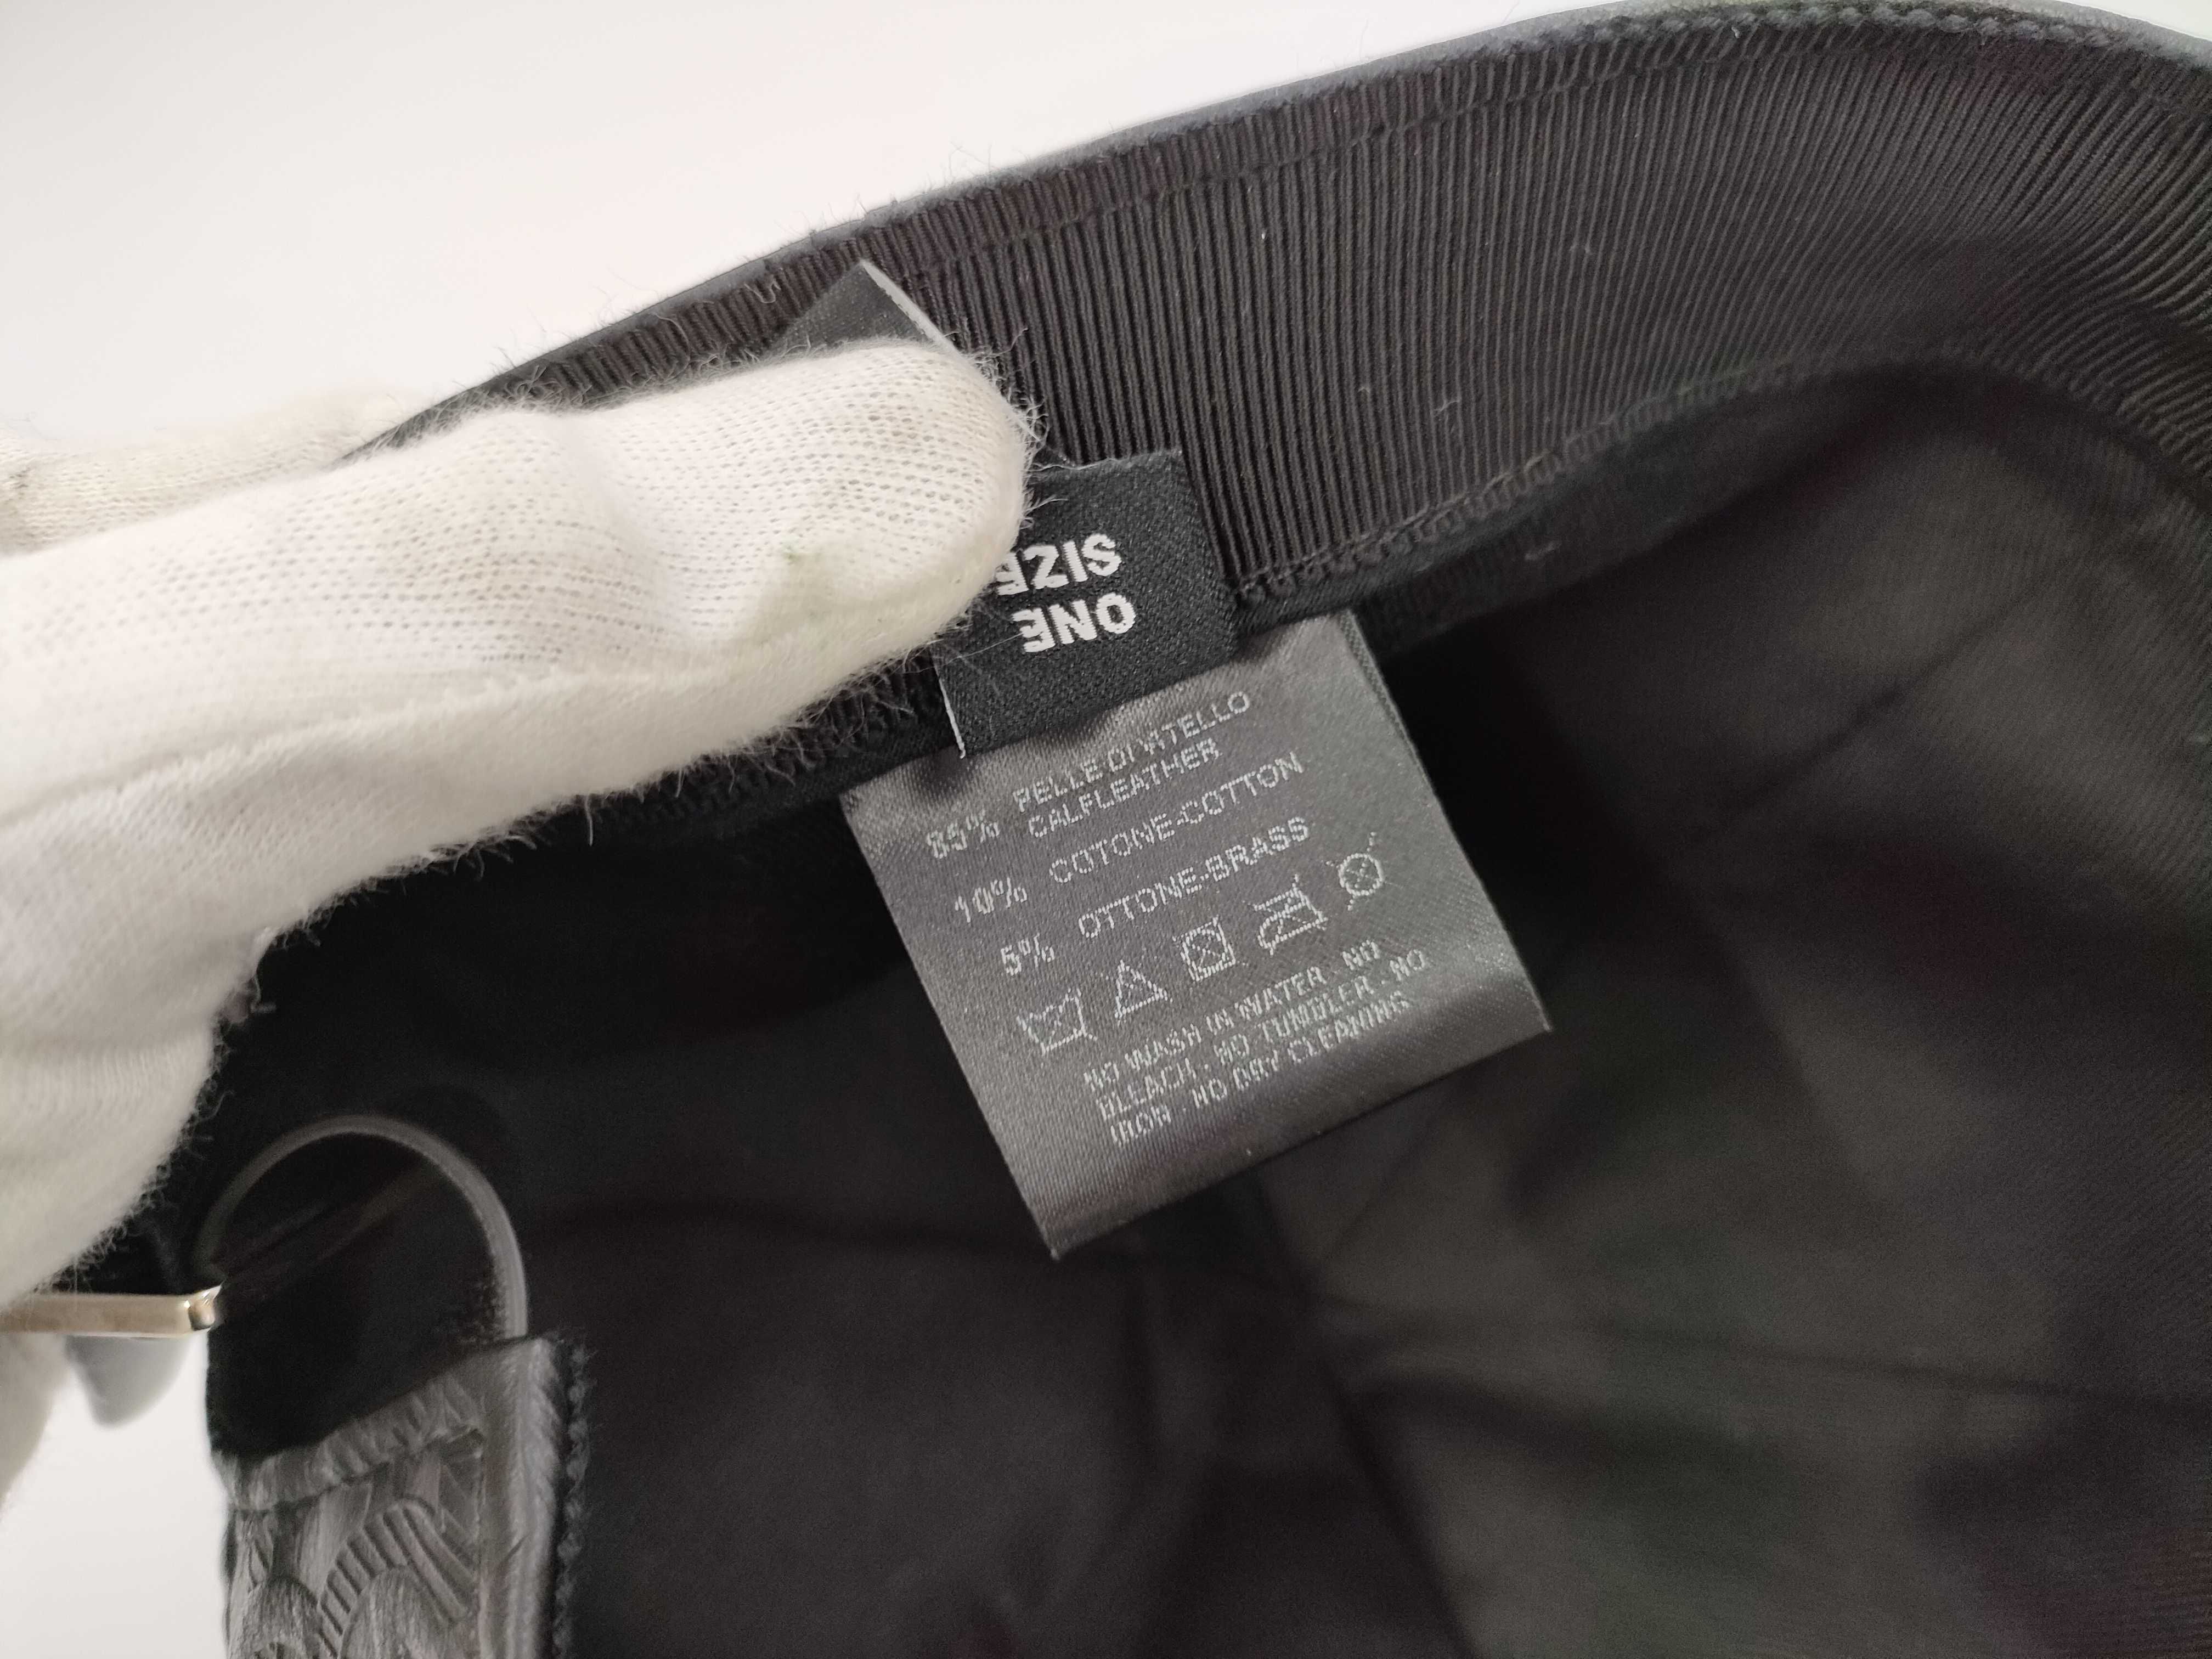 ONE
SIZE
PELLE DI VITELLO
85% CALFLEATHER
10% COTONE-COTTON
5% OTTONE-BRASS
NO WASH IN WATER . NO
BLEACH . NO TUMBLER . NO
IRON . NO DRY CLEANING